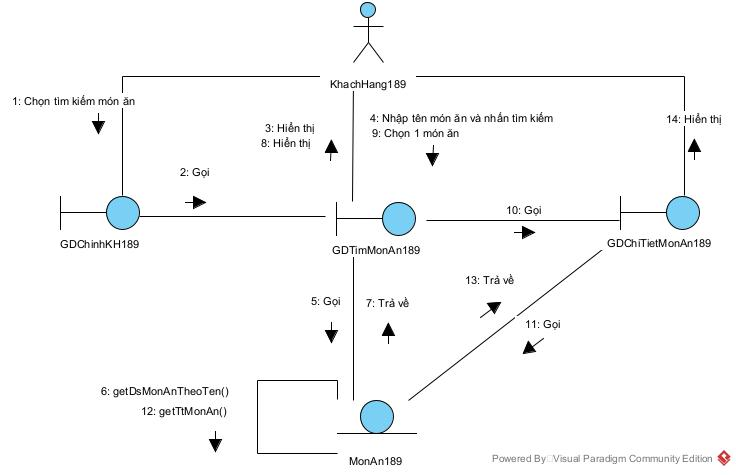 KhachHang189
1: Chọn tìm kiếm món ăn
3: Hiển thị
8: Hiển thị
4: Nhập tên món ăn và nhấn tìm kiếm
9: Chọn 1 món ăn
14: Hiển thị
2: Gọi
10: Gọi
GDChinhKH189
GDTimMonAn189
GDChiTietMonAn189
13: Trả về
5: Gọi
7: Trả về
11: Gọi
6: getDsMonAnTheoTen()
12: getTtMonAn()
MonAn189
Powered By Visual Paradigm Community Edition